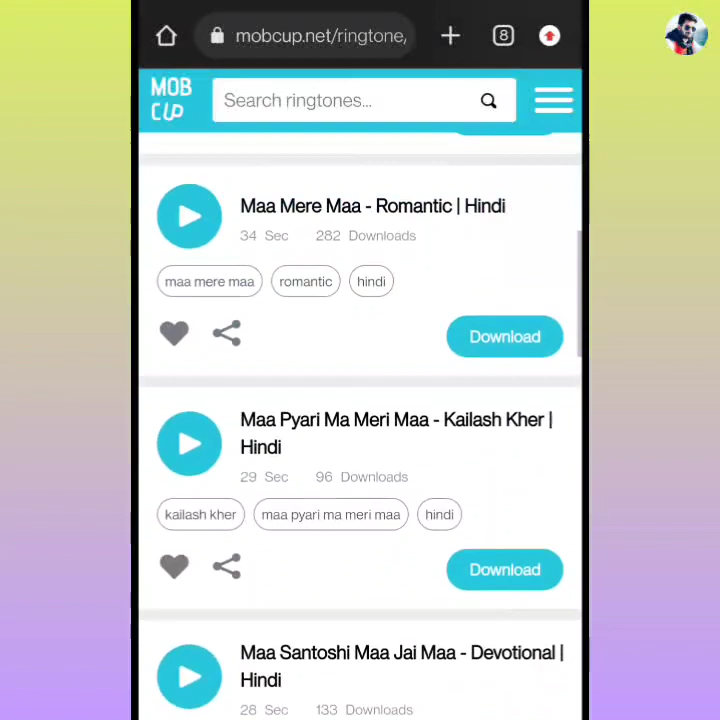 mobcup.net/ringtone,
8
MOB
CUP
Search ringtones...
Maa Mere Maa - Romantic | Hindi
34 Sec 282 Downloads
maa mere maa romantic hindi
Download
Maa Pyari Ma Meri Maa - Kailash Kher |
Hindi
29 Sec 96 Downloads
kailash kher maa pyari ma meri maa hindi
Download
Maa Santoshi Maa Jai Maa - Devotional |
Hindi
28 Sec 133 Downloads